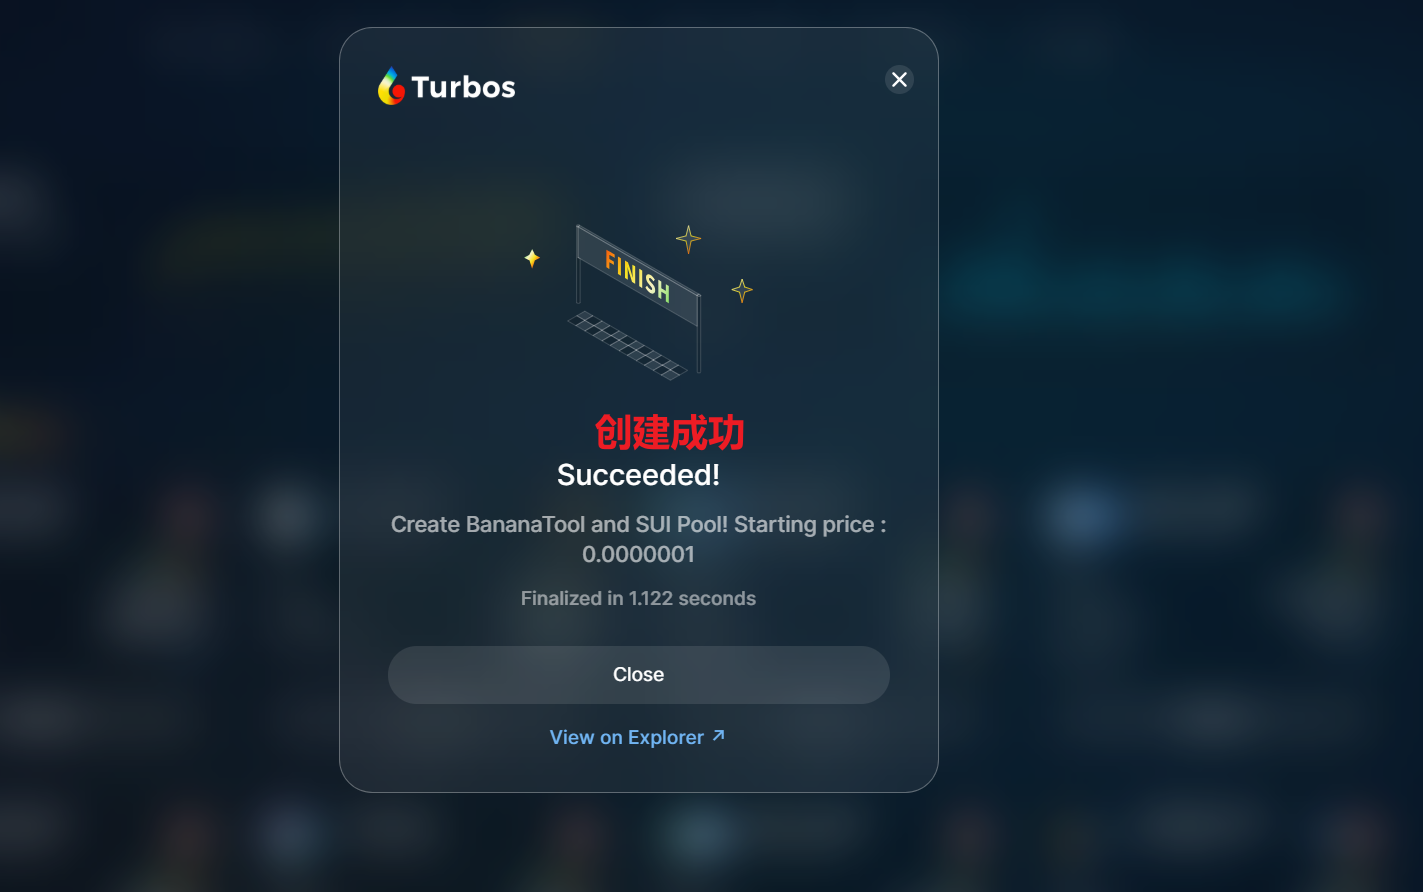 Turbos
FINISH
创建成功
Succeeded!
Create BananaTool and SUI Pool! Starting price :
0.0000001
Finalized in 1.122 seconds
Close
View on Explorer ↗